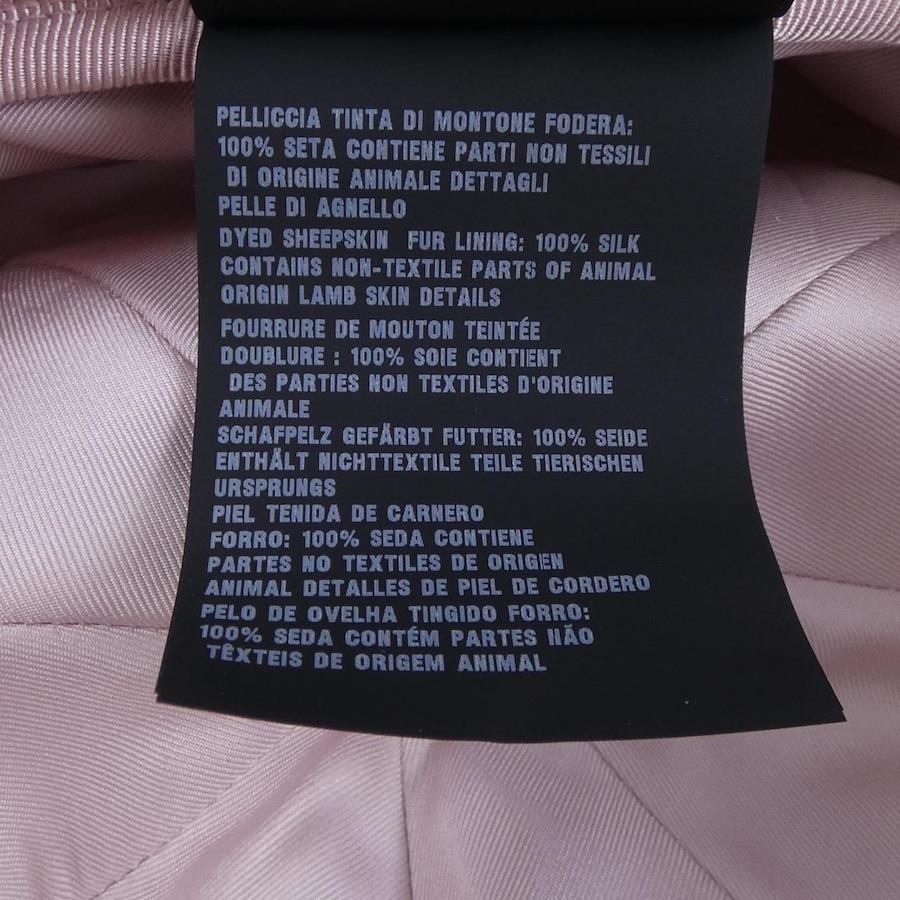 PELLICCIA TINTA DI MONTONE FODERA:
100% SETA CONTIENE PARTI NON TESSILI
DI ORIGINE ANIMALE DETTAGLI
PELLE DI AGNELLO
DYED SHEEPSKIN FUR LINING: 100% SILK
CONTAINS NON-TEXTILE PARTS OF ANIMAL
ORIGIN LAMB SKIN DETAILS
FOURRURE DE MOUTON TEINTÉE
DOUBLURE : 100% SOIE CONTIENT
DES PARTIES NON TEXTILES D'ORIGINE
ANIMALE
SCHAFPELZ GEFÄRBT FUTTER: 100% SEIDE
ENTHÄLT NICHTTEXTILE TEILE TIERISCHEN
URSPRUNGS
PIEL TENIDA DE CARNERO
FORRO: 100% SEDA CONTIENE
PARTES NO TEXTILES DE ORIGEN
ANIMAL DETALLES DE PIEL DE CORDERO
PELO DE OVELHA TINGIDO FORRO:
100% SEDA CONTÉM PARTES NÃO
TÊXTEIS DE ORIGEM ANIMAL